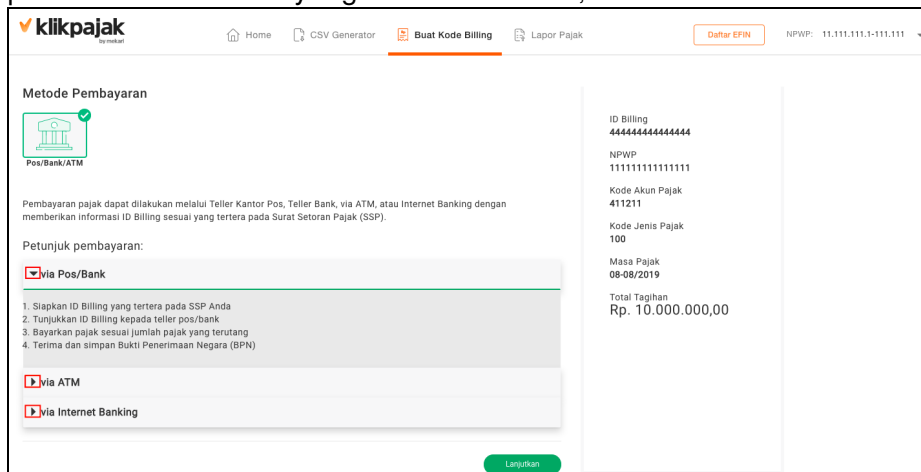 klikpajak
by mekari
Home
CSV Generator
Buat Kode Billing
Lapor Pajak
Daftar EFIN
NPWP: 11.111.111.1-111.111
Metode Pembayaran
Pos/Bank/ATM
Pembayaran pajak dapat dilakukan melalui Teller Kantor Pos, Teller Bank, via ATM, atau Internet Banking dengan
memberikan informasi ID Billing sesuai yang tertera pada Surat Setoran Pajak (SSP).
Petunjuk pembayaran:
via Pos/Bank
1. Siapkan ID Billing yang tertera pada SSP Anda
2. Tunjukkan ID Billing kepada teller pos/bank
3. Bayarkan pajak sesuai jumlah pajak yang terutang
4. Terima dan simpan Bukti Penerimaan Negara (BPN)
via ATM
via Internet Banking
Lanjutkan
ID Billing
444444444444444
NPWP
111111111111111
Kode Akun Pajak
411211
Kode Jenis Pajak
100
Masa Pajak
08-08/2019
Total Tagihan
Rp. 10.000.000,00